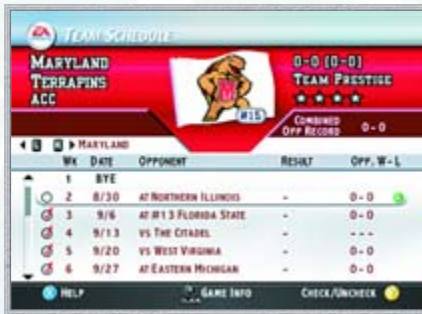 EA
TEAM SCHEDULE
MARYLAND
TERRAPINS
ACC
M
#15
0-0 (0-0)
TEAM PRESTIGE
COMBINED
OPP RECORD 0-0
MARYLAND
WK DATE OPPONENT RESULT OPP. W-L
1 BYE
2 8/30 AT NORTHERN ILLINOIS - 0-0
3 9/6 AT #13 FLORIDA STATE - 0-0
4 9/13 VS THE CITADEL - ---
5 9/20 VS WEST VIRGINIA - 0-0
6 9/27 AT EASTERN MICHIGAN - 0-0
HELP GAME INFO CHECK/UNCHECK